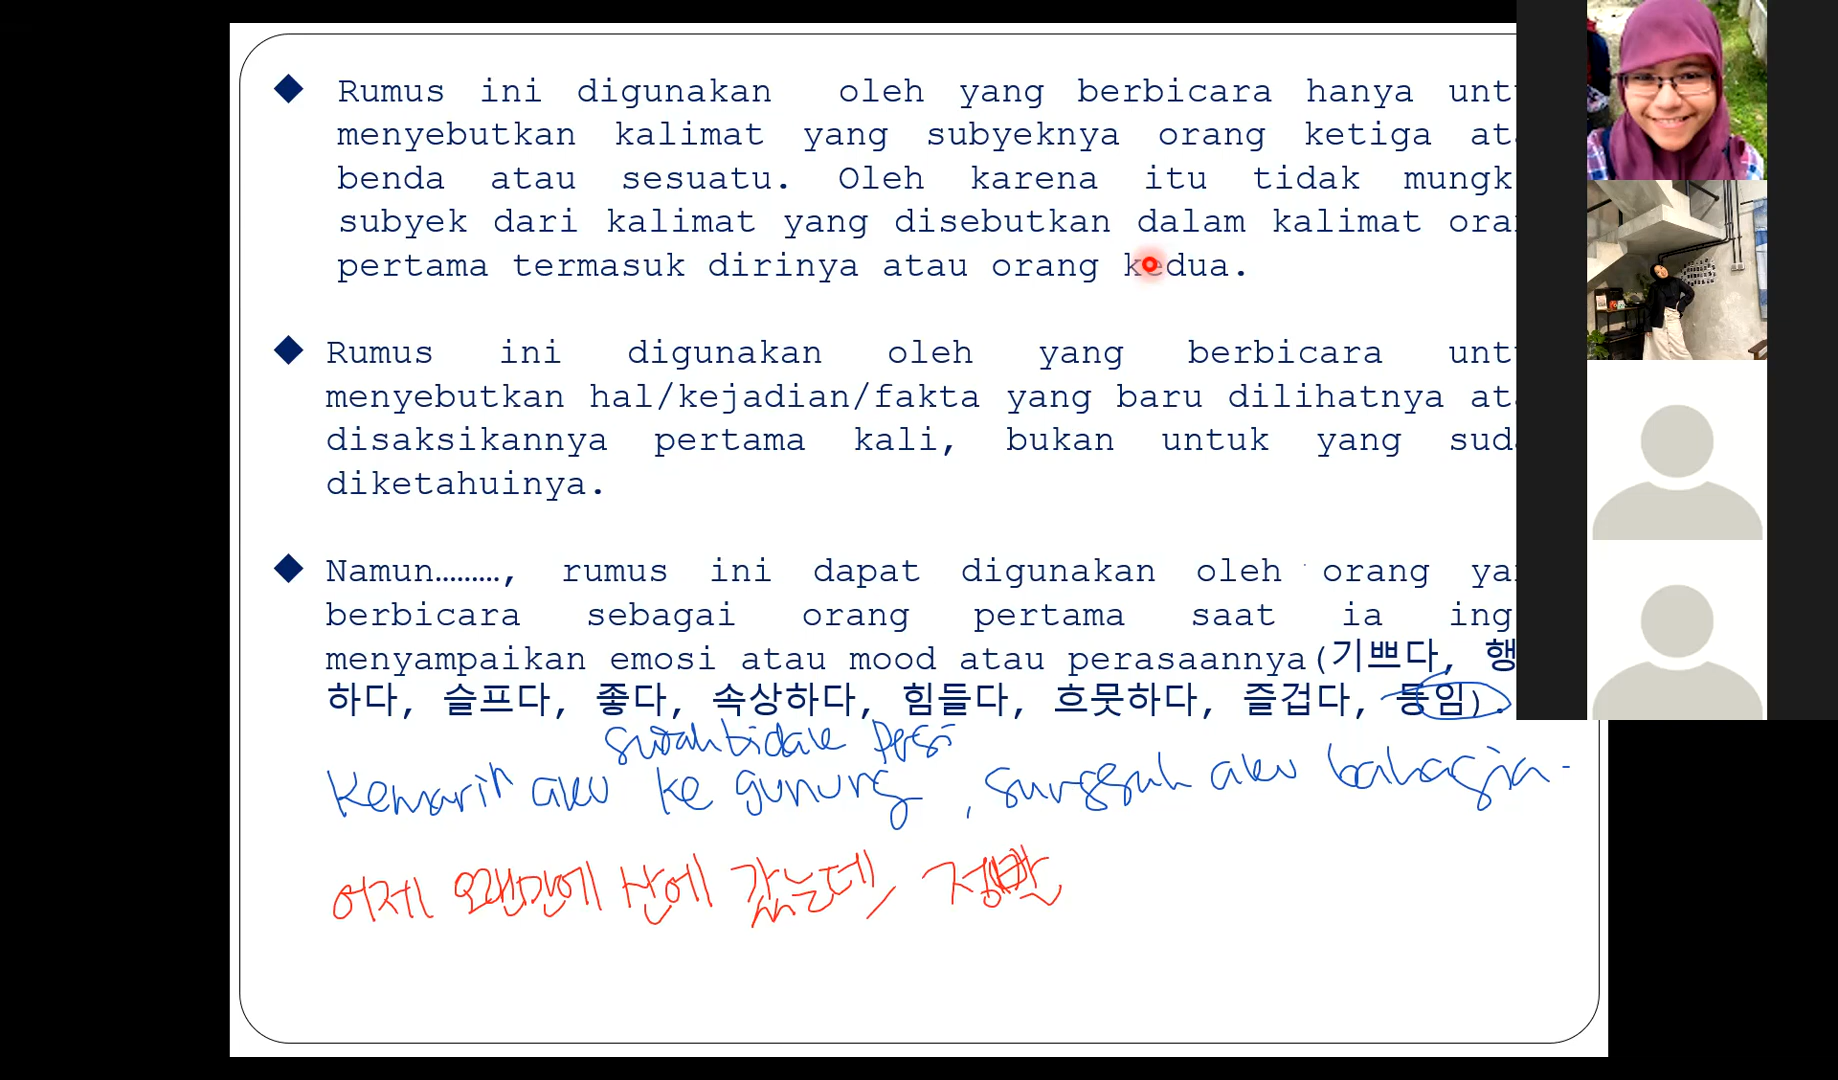 Rumus ini digunakan oleh yang berbicara hanya unt
menyebutkan kalimat yang subyeknya orang ketiga at
benda atau sesuatu. Oleh karena itu tidak mungk
subyek dari kalimat yang disebutkan dalam kalimat ora
pertama termasuk dirinya atau orang kedua.
Rumus ini digunakan oleh yang berbicara unt
menyebutkan hal/kejadian/fakta yang baru dilihatnya at
disaksikannya pertama kali, bukan untuk yang suda
diketahuinya.
Namun………, rumus ini dapat digunakan oleh orang ya
berbicara sebagai orang pertama saat ia ing
menyampaikan emosi atau mood atau perasaannya(기쁘다, 행
하다, 슬프다, 좋다, 속상하다, 힘들다, 흐뭇하다, 즐겁다, 등임).
sudah tidak pergi
Kemarin aku ke gunung, sungguh aku bahagia.
어제 오랜만에 산에 갔는데, 정말